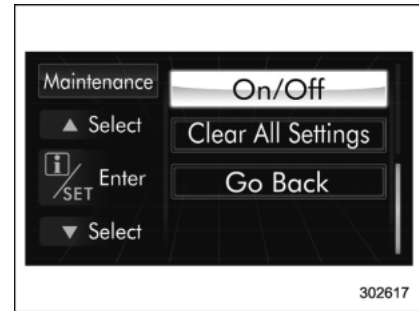 Maintenance
On/Off
▲ Select
Clear All Settings
i/SET Enter
Go Back
▼ Select
302617